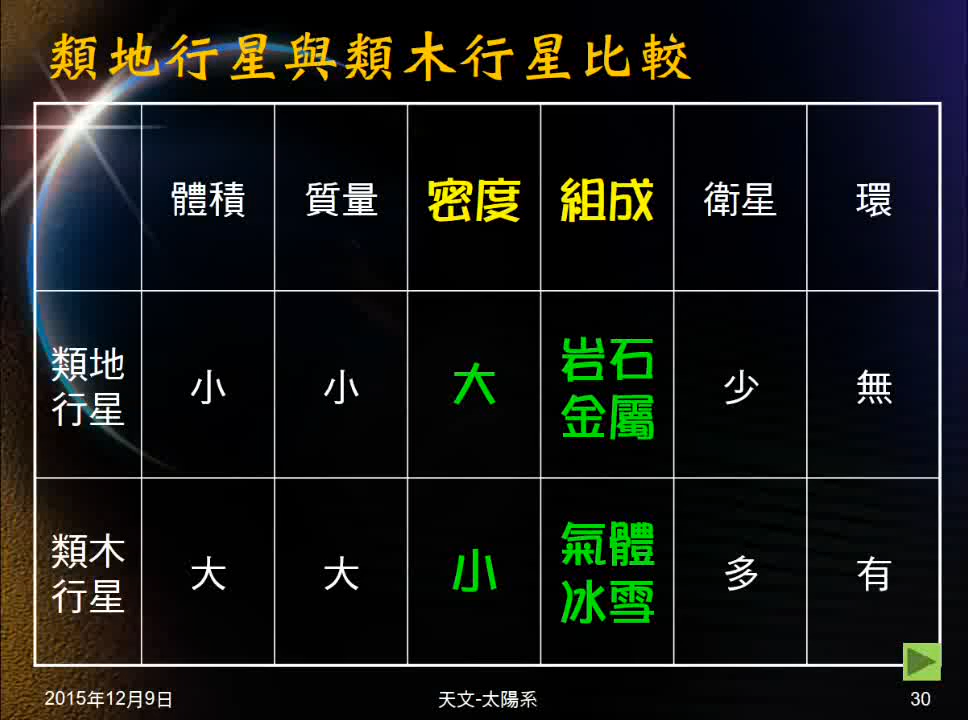 類地行星與類木行星比較
體積 質量 密度 組成 衛星 環
類地
行星 小 小 大 岩石
金屬 少 無
類木
行星 大 大 小 氣體
冰雪 多 有
2015年12月9日 天文-太陽系 30